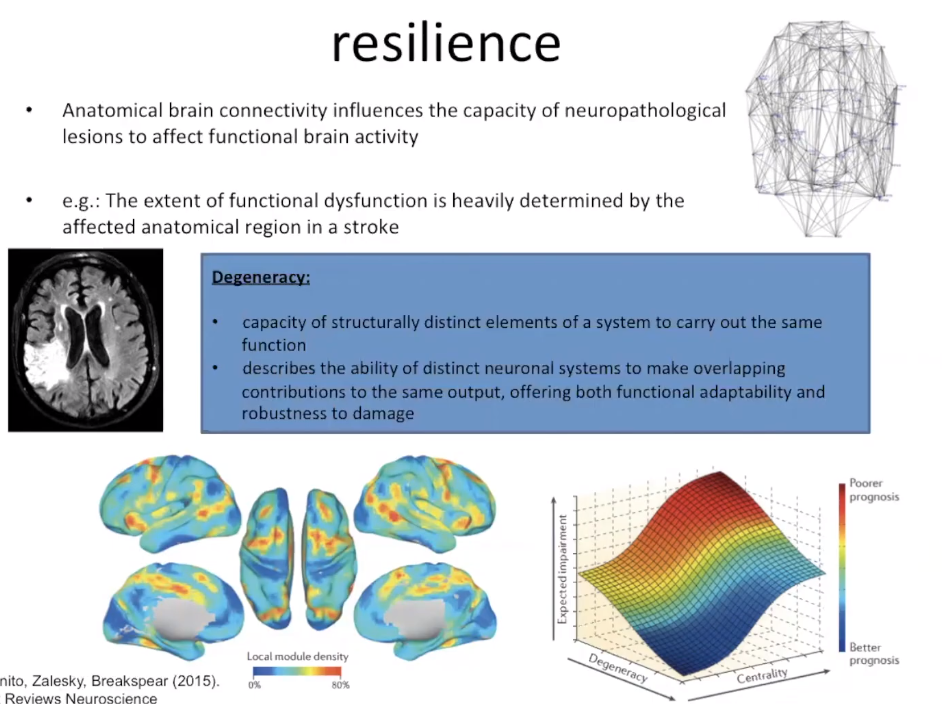 resilience
• Anatomical brain connectivity influences the capacity of neuropathological
lesions to affect functional brain activity
• e.g.: The extent of functional dysfunction is heavily determined by the
affected anatomical region in a stroke
Degeneracy:
• capacity of structurally distinct elements of a system to carry out the same
function
• describes the ability of distinct neuronal systems to make overlapping
contributions to the same output, offering both functional adaptability and
robustness to damage
Local module density
0% 80%
Expected impairment
Degeneracy
Centrality
Poorer
prognosis
Better
prognosis
nito, Zalesky, Breakspear (2015).
Reviews Neuroscience